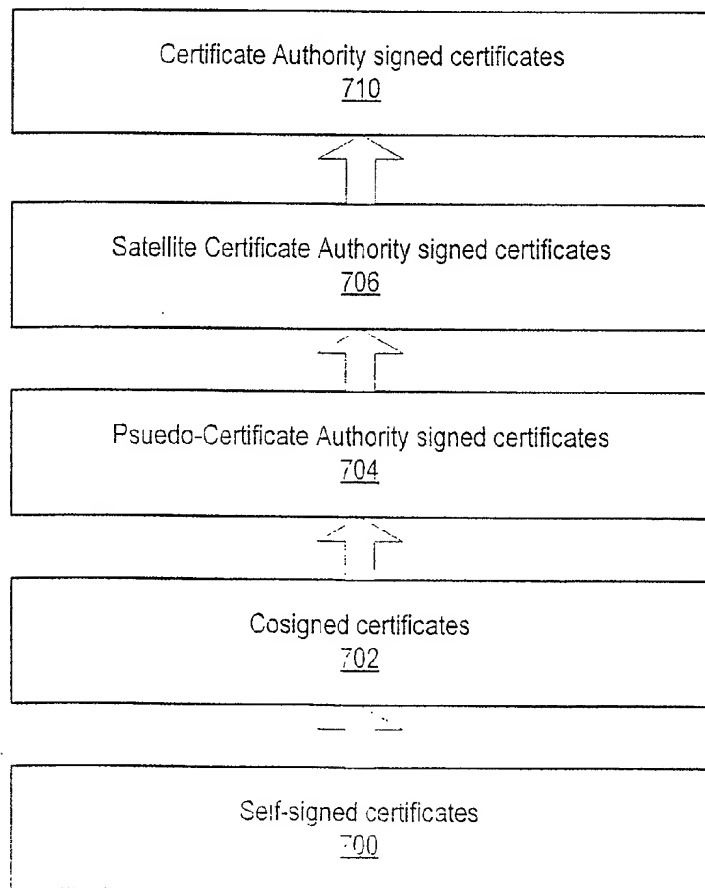 Certificate Authority signed certificates
710
Satellite Certificate Authority signed certificates
706
Psuedo-Certificate Authority signed certificates
704
Cosigned certificates
702
Self-signed certificates
700